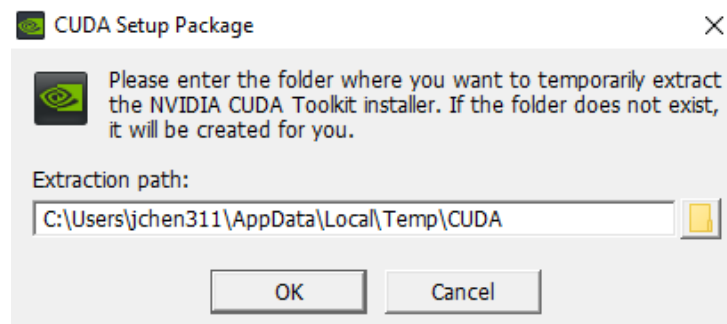 CUDA Setup Package
Please enter the folder where you want to temporarily extract
the NVIDIA CUDA Toolkit installer. If the folder does not exist,
it will be created for you.
Extraction path:
C:\Users\jchen311\AppData\Local\Temp\CUDA
OK Cancel